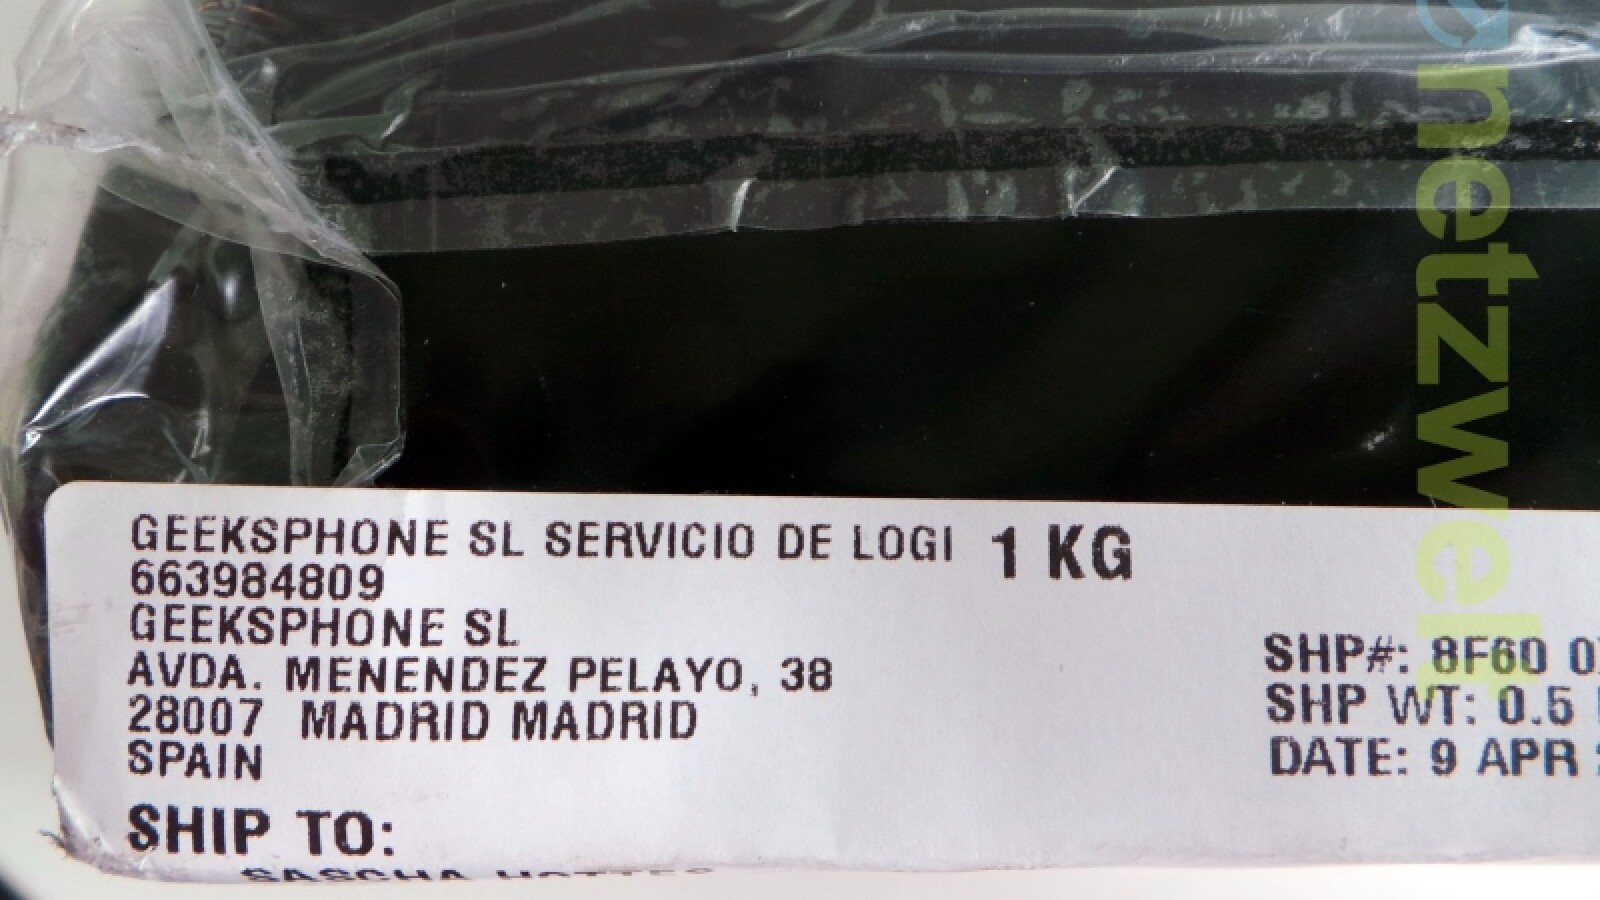 GEEKSPHONE SL SERVICIO DE LOGI 1 KG
663984809
GEEKSPHONE SL
AVDA. MENENDEZ PELAYO, 38
28007 MADRID MADRID
SPAIN
SHP#: 8F60
SHP WT: 0.5
DATE: 9 APR
SHIP TO:
SASCHA
netzwelt